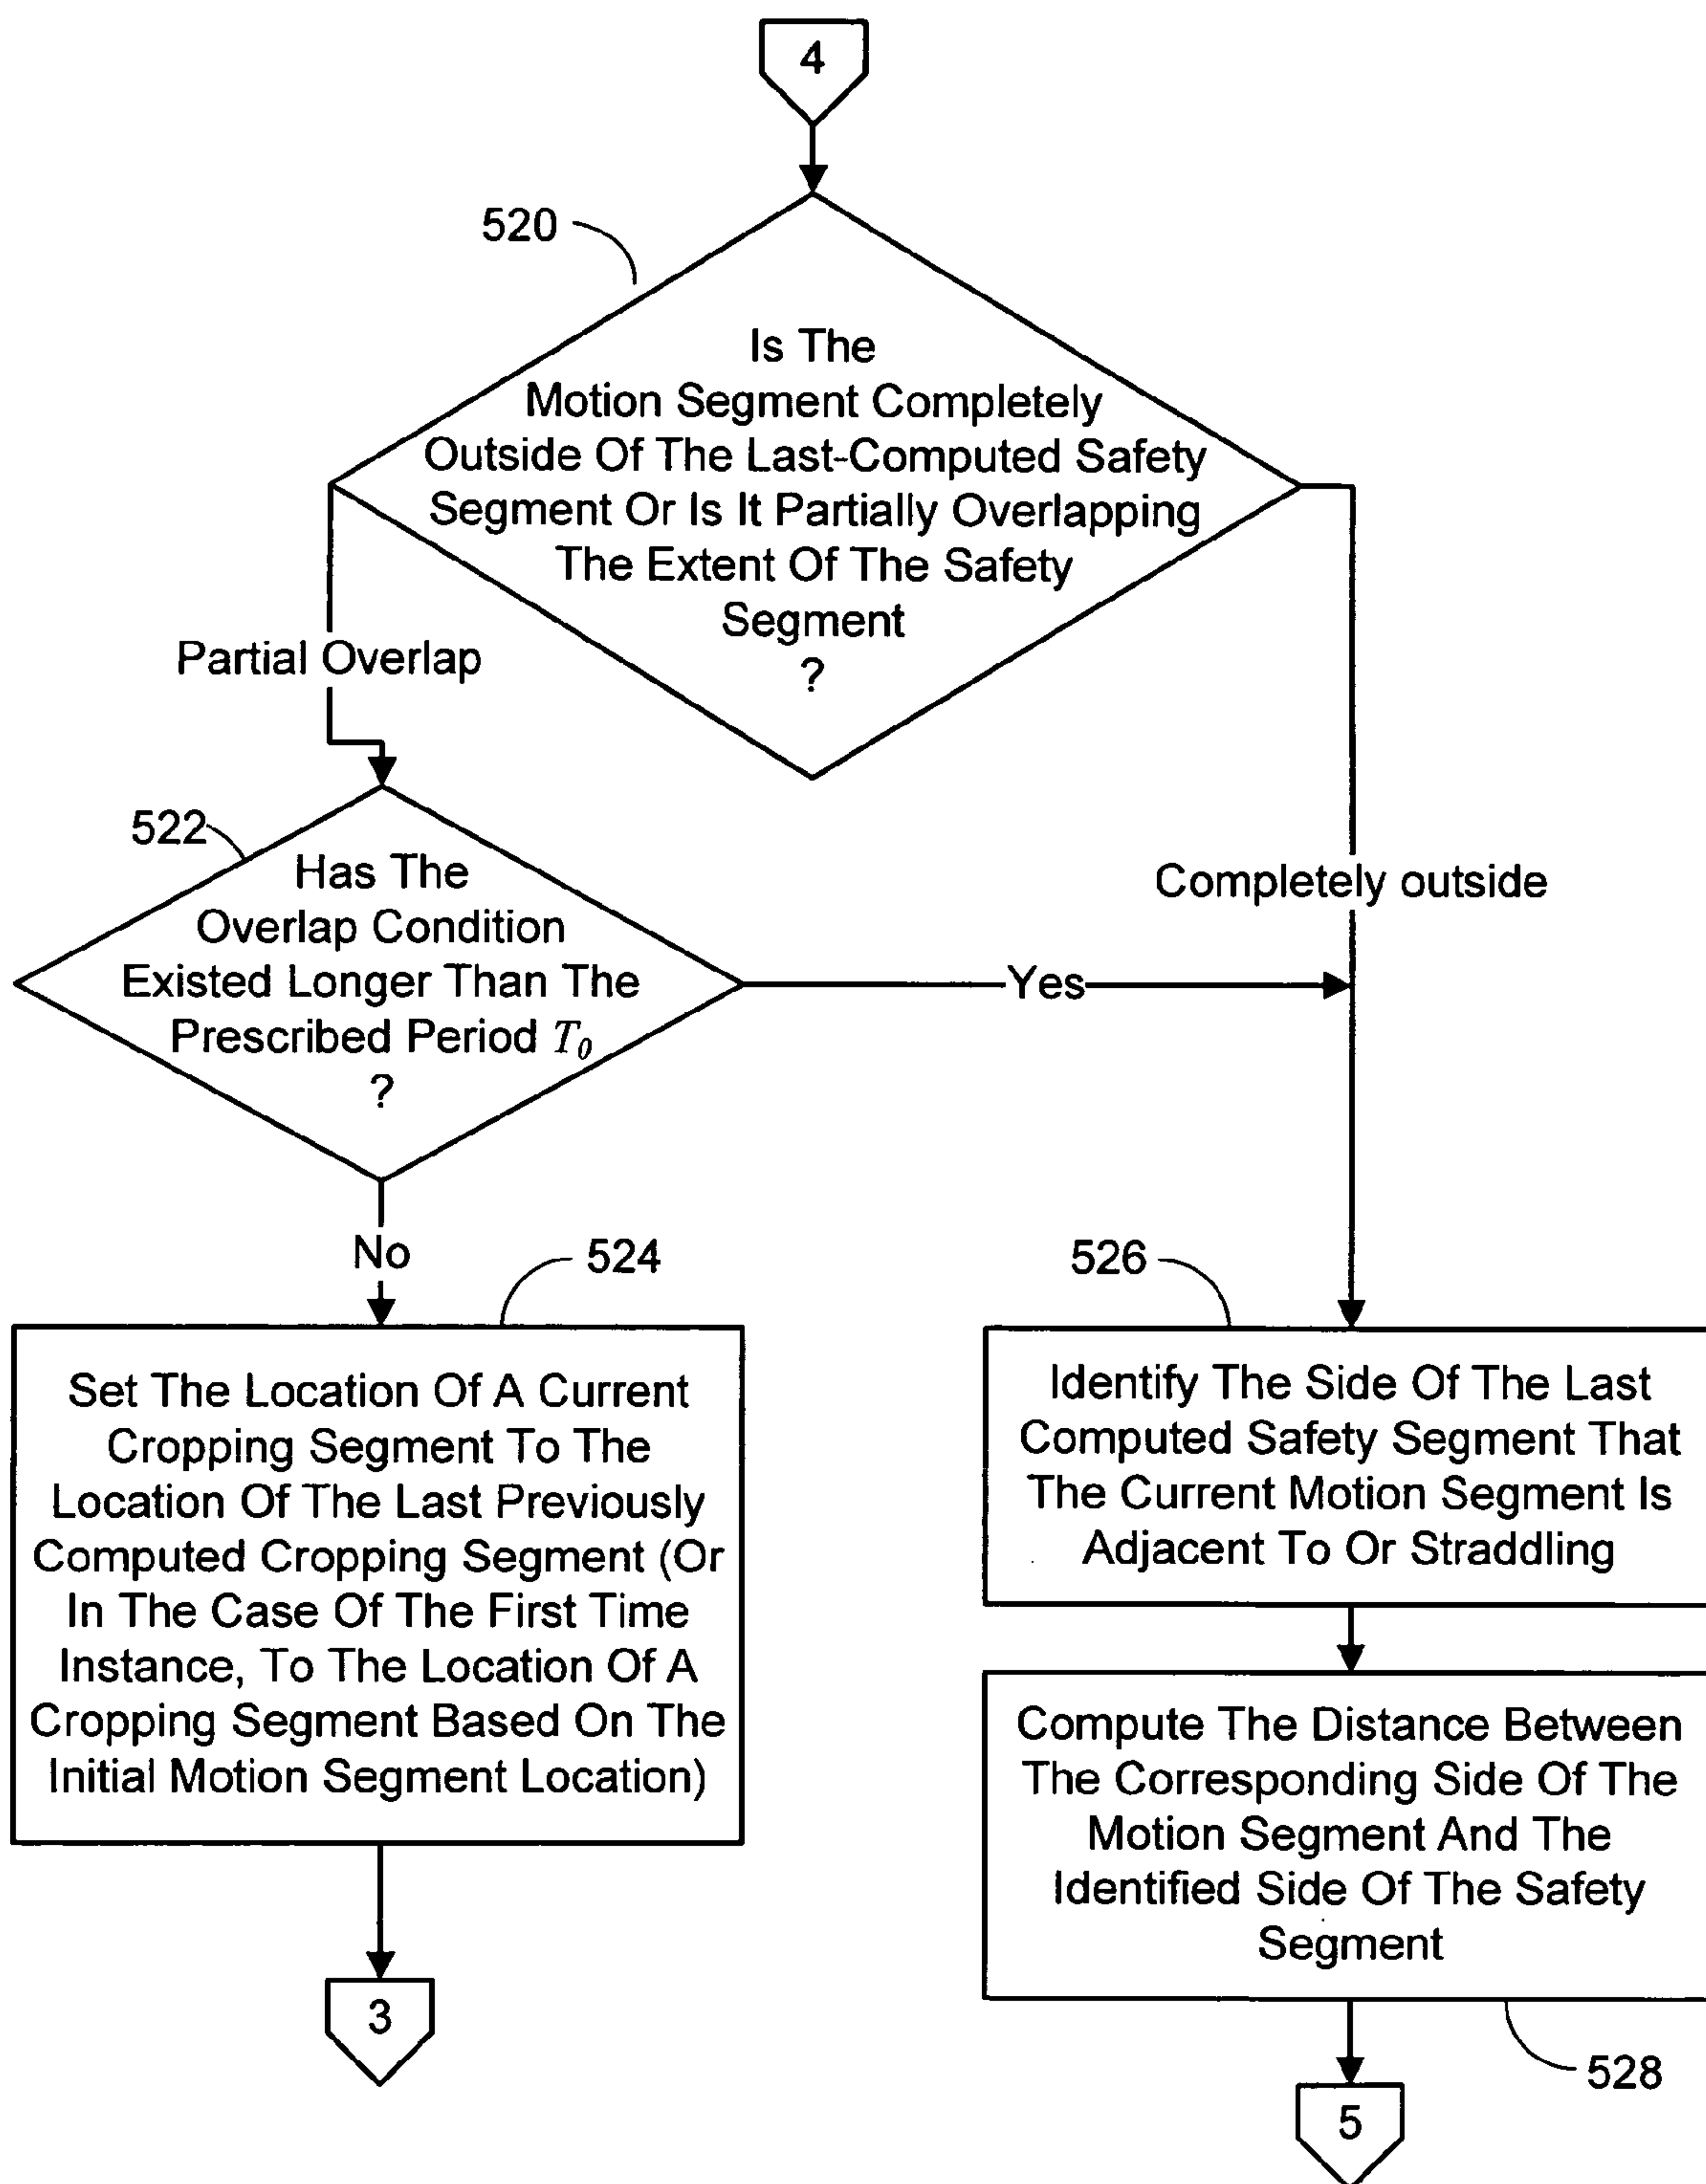 4
520
Is The
Motion Segment Completely
Outside Of The Last-Computed Safety
Segment Or Is It Partially Overlapping
The Extent Of The Safety
Segment
?
Partial Overlap
522
Has The
Overlap Condition
Existed Longer Than The
Prescribed Period T0
?
Completely outside
Yes
No
524
Set The Location Of A Current
Cropping Segment To The
Location Of The Last Previously
Computed Cropping Segment (Or
In The Case Of The First Time
Instance, To The Location Of A
Cropping Segment Based On The
Initial Motion Segment Location)
3
526
Identify The Side Of The Last
Computed Safety Segment That
The Current Motion Segment Is
Adjacent To Or Straddling
Compute The Distance Between
The Corresponding Side Of The
Motion Segment And The
Identified Side Of The Safety
Segment
528
5